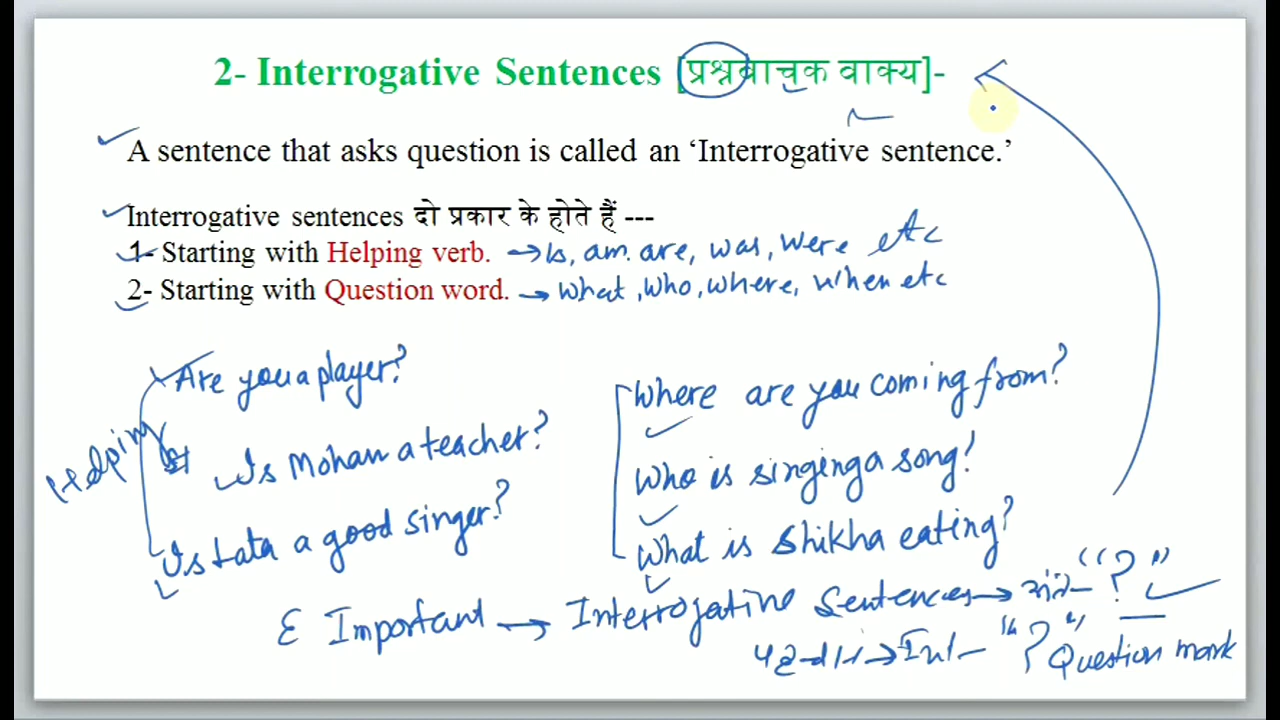 2- Interrogative Sentences [प्रश्नवाचक वाक्य]-
A sentence that asks question is called an ‘Interrogative sentence.’
Interrogative sentences दो प्रकार के होते हैं ---
1- Starting with Helping verb. → Is, am. are, was, were etc
2- Starting with Question word. → What, who, where, when etc
Are you a player?
Is Mohan a teacher?
Is Lata a good singer?
Helping
Where are you coming from?
Who is singing a song?
What is Shikha eating?
Important → Interrogative Sentences → “?”
पहचान → Int- “?” Question mark